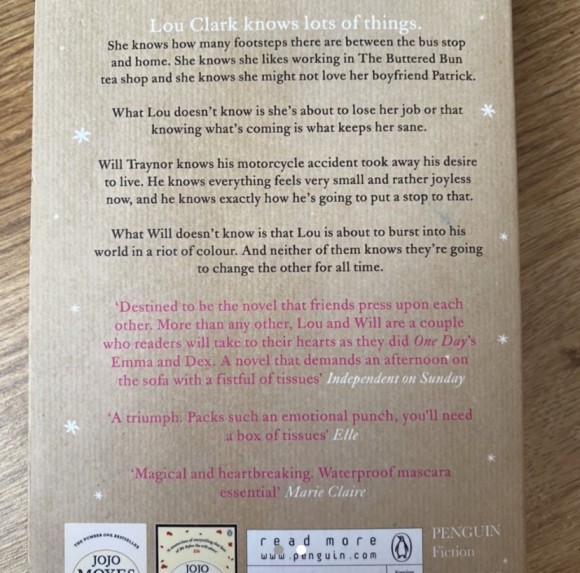 Lou Clark knows lots of things.
She knows how many footsteps there are between the bus stop
and home. She knows she likes working in The Buttered Bun
tea shop and she knows she might not love her boyfriend Patrick.
What Lou doesn't know is she's about to lose her job or that
knowing what's coming is what keeps her sane.
Will Traynor knows his motorcycle accident took away his desire
to live. He knows everything feels very small and rather joyless
now, and he knows exactly how he's going to put a stop to that.
What Will doesn't know is that Lou is about to burst into his
world in a riot of colour. And neither of them knows they're going
to change the other for all time.
'Destined to be the novel that friends press upon each
other. More than any other, Lou and Will are a couple
who readers will take to their hearts as they did One Day's
Emma and Dex. A novel that demands an afternoon on
the sofa with a fistful of tissues' Independent on Sunday
'A triumph. Packs such an emotional punch, you'll need
a box of tissues' Elle
'Magical and heartbreaking. Waterproof mascara
essential' Marie Claire
THE NUMBER ONE BESTSELLER
JOJO
MOYES
JOJO
read more
www.penguin.com
PENGUIN
Fiction